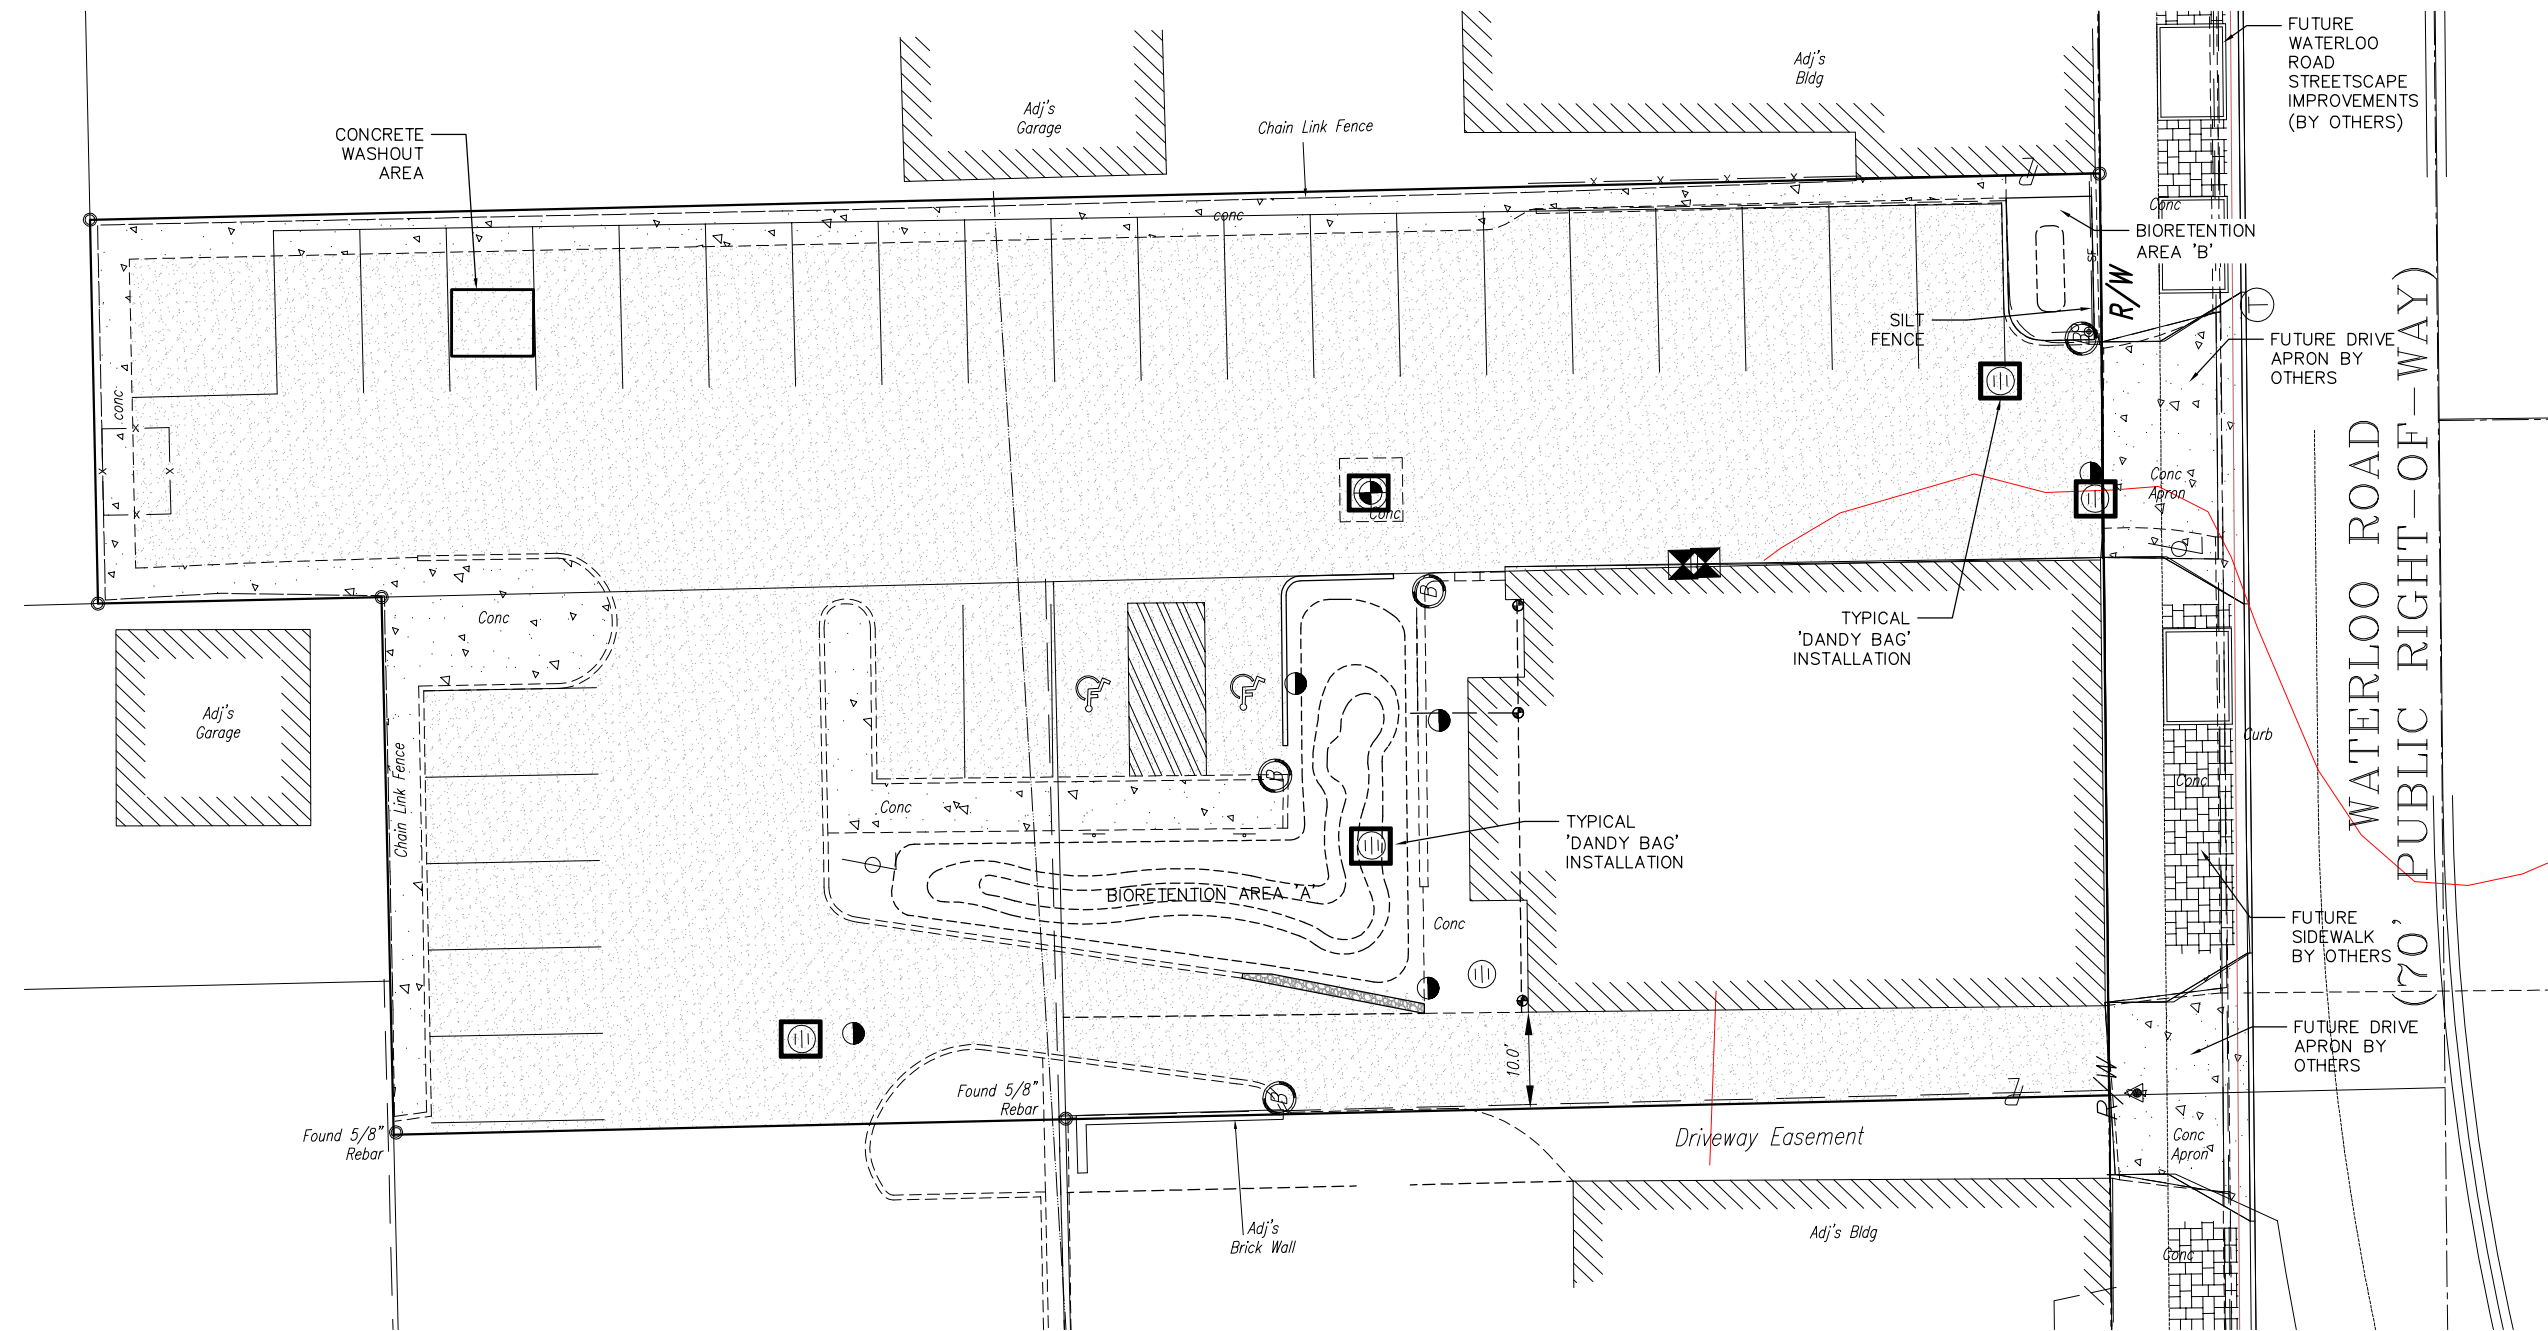 FUTURE
WATERLOO
ROAD
STREETSCAPE
IMPROVEMENTS
(BY OTHERS)
Adj's
Bldg
Adj's
Garage
Chain Link Fence
CONCRETE
WASHOUT
AREA
Conc
conc
BIORETENTION
AREA 'B'
SF
R/W
SILT
FENCE
FUTURE DRIVE
APRON BY
OTHERS
conc
Conc
Apron
Conc
WATERLOO ROAD
(70' PUBLIC RIGHT-OF-WAY)
Conc
TYPICAL
'DANDY BAG'
INSTALLATION
Adj's
Garage
Chain Link Fence
B
B
B
B
Curb
Conc
Conc
TYPICAL
'DANDY BAG'
INSTALLATION
BIORETENTION AREA 'A'
Conc
FUTURE
SIDEWALK
BY OTHERS
FUTURE DRIVE
APRON BY
OTHERS
10.0'
R/W
Found 5/8"
Rebar
Found 5/8"
Rebar
Driveway Easement
Conc
Apron
Adj's
Brick Wall
Adj's Bldg
Conc
X
X
X
X
X
X
X
X